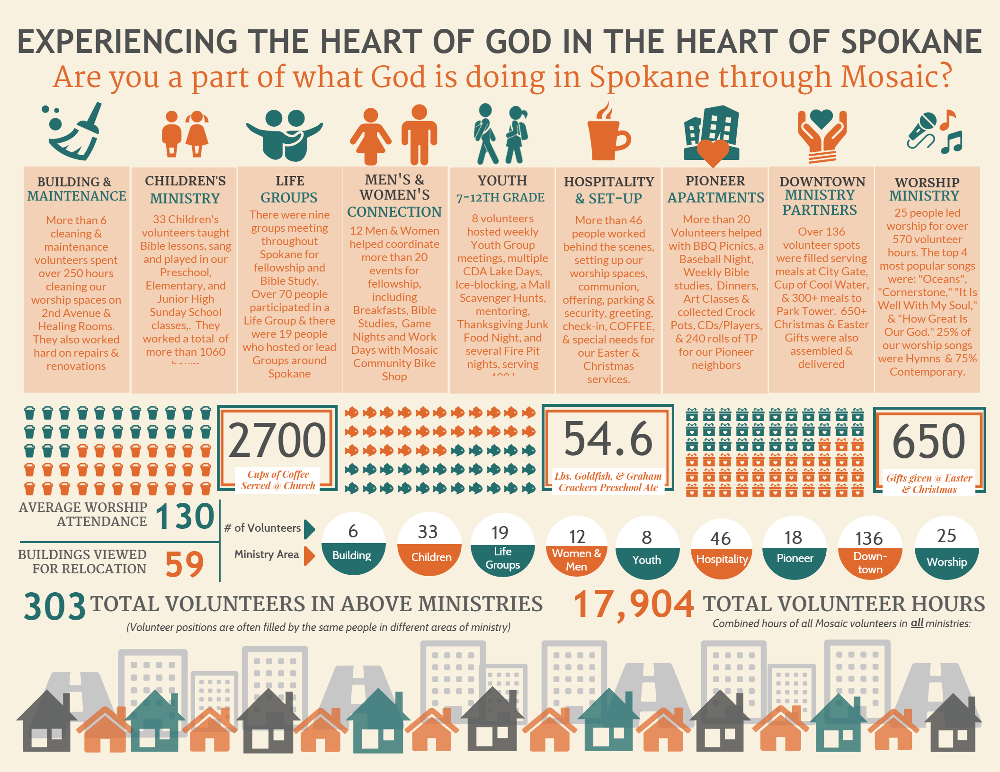 EXPERIENCING THE HEART OF GOD IN THE HEART OF SPOKANE
Are you a part of what God is doing in Spokane through Mosaic?
BUILDING &
MAINTENANCE
More than 6
cleaning &
maintenance
volunteers spent
over 250 hours
cleaning our
worship spaces on
2nd Avenue &
Healing Rooms.
They also worked
hard on repairs &
renovations
CHILDREN'S
MINISTRY
33 Children's
volunteers taught
Bible lessons, sang
and played in our
Preschool,
Elementary, and
Junior High
Sunday School
classes,. They
worked a total of
more than 1060
LIFE
GROUPS
There were nine
groups meeting
throughout
Spokane for
fellowship and
Bible Study.
Over 70 people
participated in a
Life Group & there
were 19 people
who hosted or lead
Groups around
Spokane
MEN'S &
WOMEN'S
CONNECTION
12 Men & Women
helped coordinate
more than 20
events for
fellowship,
including
Breakfasts, Bible
Studies, Game
Nights and Work
Days with Mosaic
Community Bike
Shop
YOUTH
7-12TH GRADE
8 volunteers
hosted weekly
Youth Group
meetings, multiple
CDA Lake Days,
Ice-blocking, a Mall
Scavenger Hunts,
mentoring,
Thanksgiving Junk
Food Night, and
several Fire Pit
nights, serving
HOSPITALITY
& SET-UP
More than 46
people worked
behind the scenes,
setting up our
worship spaces,
communion,
offering, parking &
security, greeting,
check-in, COFFEE,
& special needs for
our Easter &
Christmas
services.
PIONEER
APARTMENTS
More than 20
Volunteers helped
with BBQ Picnics, a
Baseball Night,
Weekly Bible
studies, Dinners,
Art Classes &
collected Crock
Pots, CDs/Players,
& 240 rolls of TP
for our Pioneer
neighbors
DOWNTOWN
MINISTRY
PARTNERS
Over 136
volunteer spots
were filled serving
meals at City Gate,
Cup of Cool Water,
& 300+ meals to
Park Tower. 650+
Christmas & Easter
Gifts were also
assembled &
delivered
WORSHIP
MINISTRY
25 people led
worship for over
570 volunteer
hours. The top 4
most popular songs
were: "Oceans",
"Cornerstone," "It Is
Well With My Soul,"
& "How Great Is
Our God." 25% of
our worship songs
were Hymns & 75%
Contemporary.
2700
Cups of Coffee
Served @ Church
54.6
Lbs. Goldfish, & Graham
Crackers Preschool Ate
650
Gifts given @ Easter
& Christmas
AVERAGE WORSHIP
ATTENDANCE
130
BUILDINGS VIEWED
FOR RELOCATION
59
# of Volunteers
Ministry Area
6
Building
33
Children
19
Life
Groups
12
Women &
Men
8
Youth
46
Hospitality
18
Pioneer
136
Down-
town
25
Worship
303 TOTAL VOLUNTEERS IN ABOVE MINISTRIES
(Volunteer positions are often filled by the same people in different areas of ministry)
17,904 TOTAL VOLUNTEER HOURS
Combined hours of all Mosaic volunteers in all ministries: